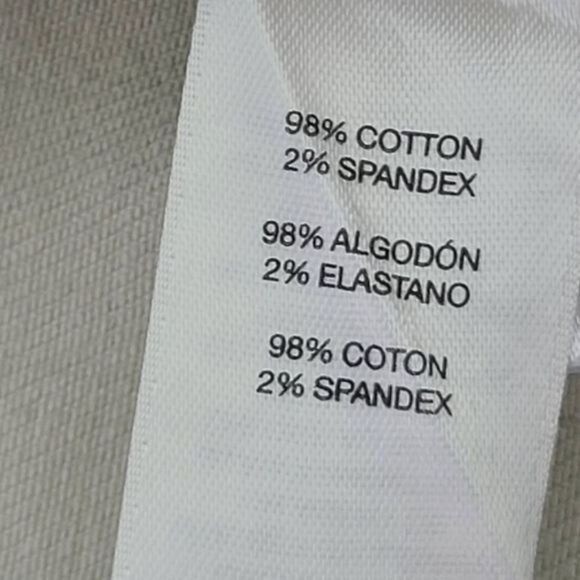 98% COTTON
2% SPANDEX
98% ALGODÓN
2% ELASTANO
98% COTON
2% SPANDEX